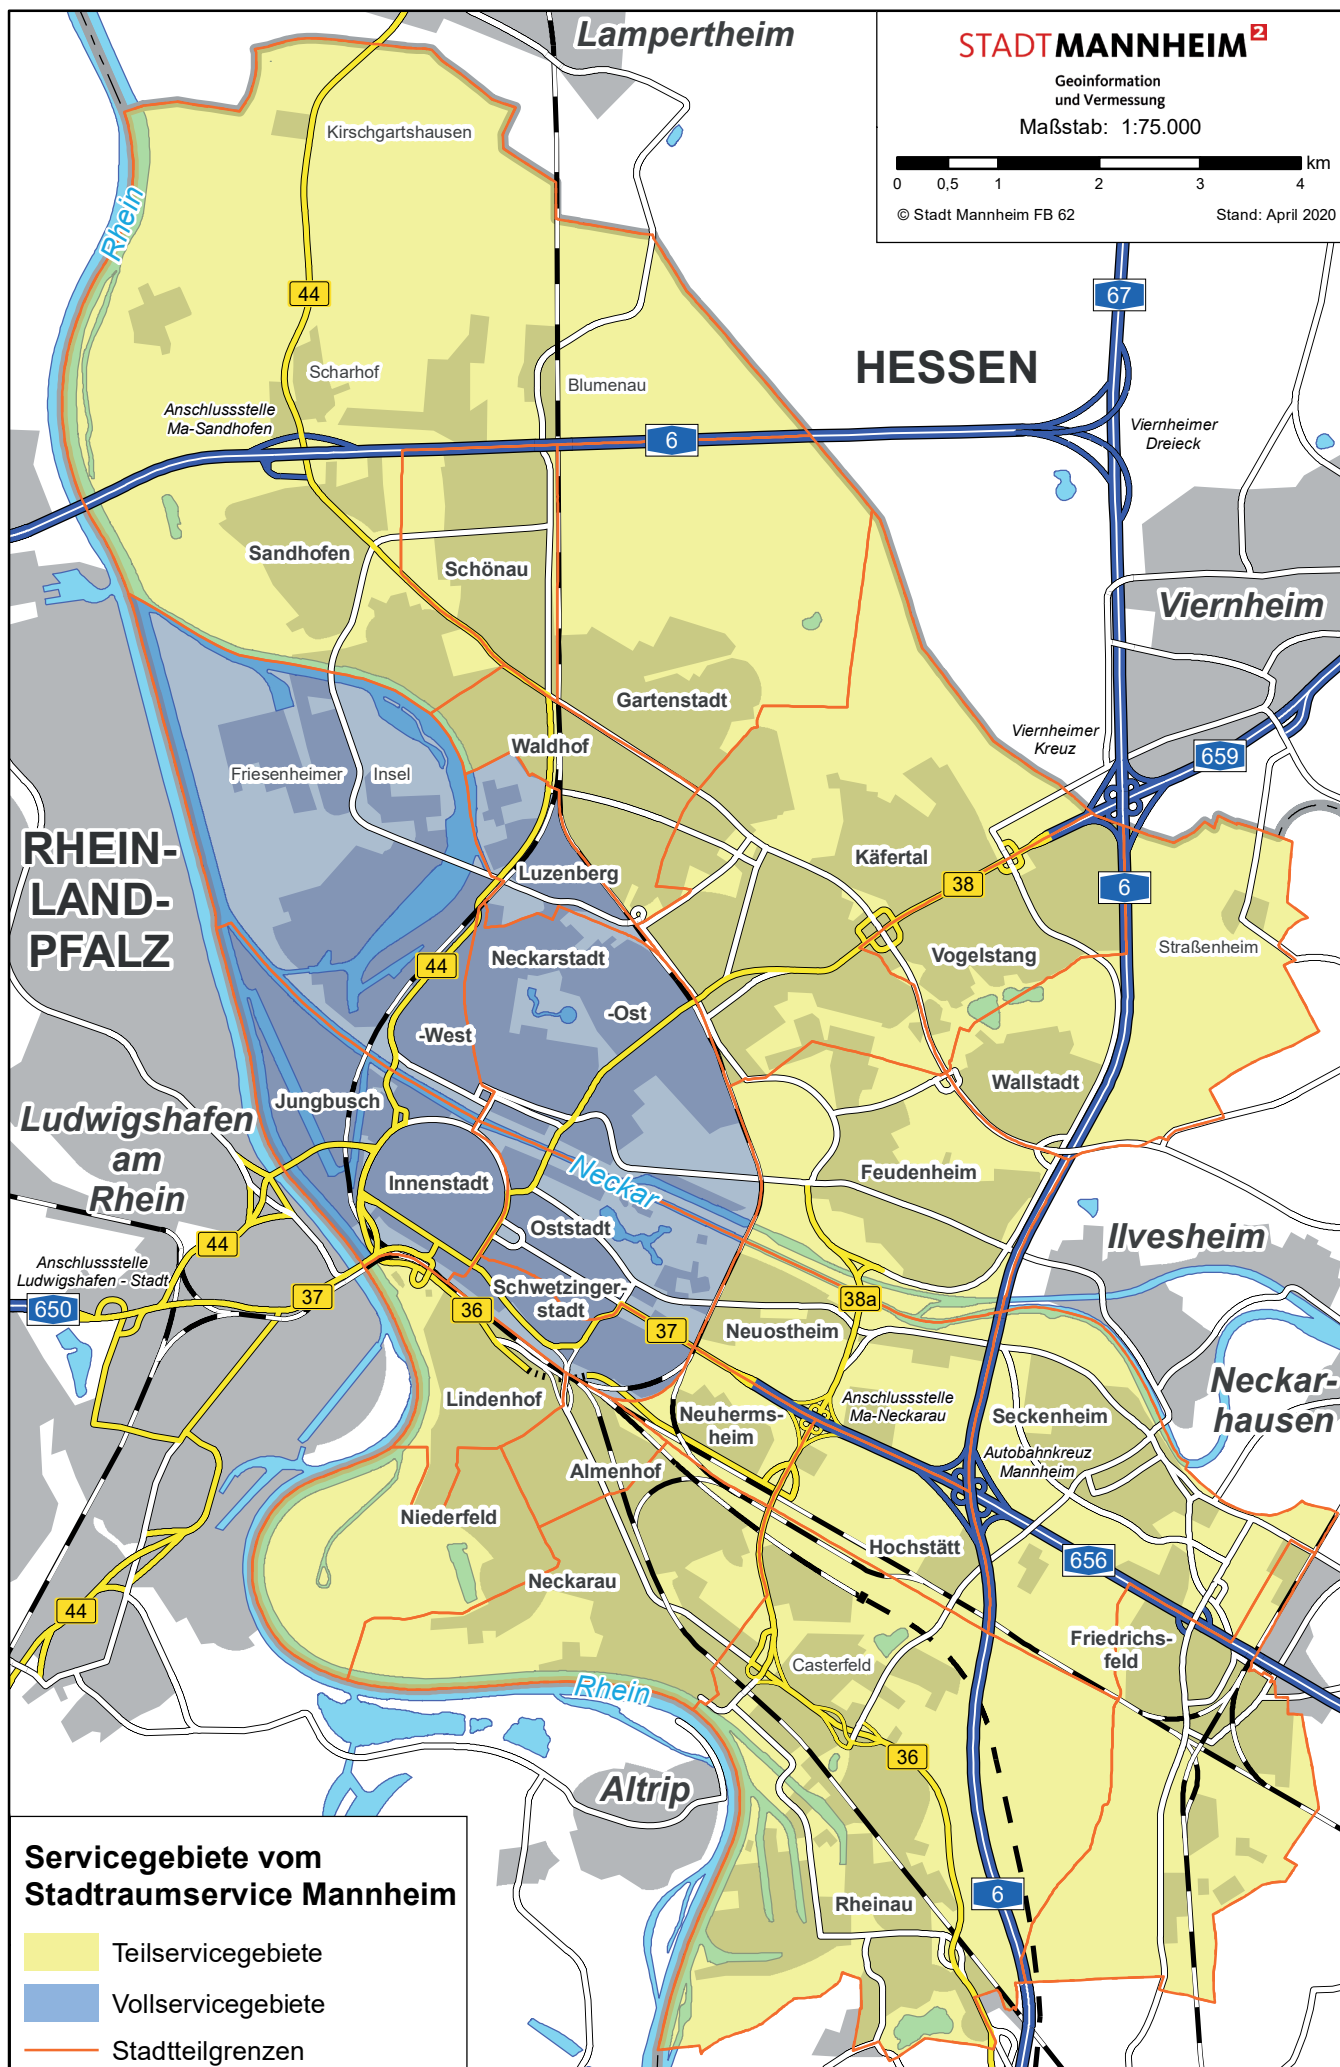 Lampertheim
STADTMANNHEIM²
Geoinformation
und Vermessung
Maßstab: 1:75.000
km
0 0,5 1 2 3 4
© Stadt Mannheim FB 62 Stand: April 2020
Kirschgartshausen
Rhein
44
67
HESSEN
Scharhof
Blumenau
Anschlussstelle
Ma-Sandhofen
6
Viernheimer
Dreieck
Sandhofen
Schönau
Viernheim
Gartenstadt
Waldhof
Viernheimer
Kreuz
659
Friesenheimer Insel
RHEIN-
LAND-
PFALZ
Luzenberg
Käfertal
38
6
Neckarstadt
Vogelstang
Straßenheim
44
-Ost
-West
Wallstadt
Jungbusch
Ludwigshafen
am
Rhein
Innenstadt
Neckar
Feudenheim
Oststadt
Ilvesheim
44
Anschlussstelle
Ludwigshafen - Stadt
650
37
36
Schwetzinger-
stadt
37
38a
Neuostheim
Lindenhof
Neuherms-
heim
Anschlussstelle
Ma-Neckarau
Seckenheim
Neckar-
hausen
Autobahnkreuz
Mannheim
Almenhof
Niederfeld
Hochstätt
656
Neckarau
44
Friedrichs-
feld
Casterfeld
Rhein
36
Altrip
Rheinau
6
Servicegebiete vom
Stadtraumservice Mannheim
Teilservicegebiete
Vollservicegebiete
Stadtteilgrenzen